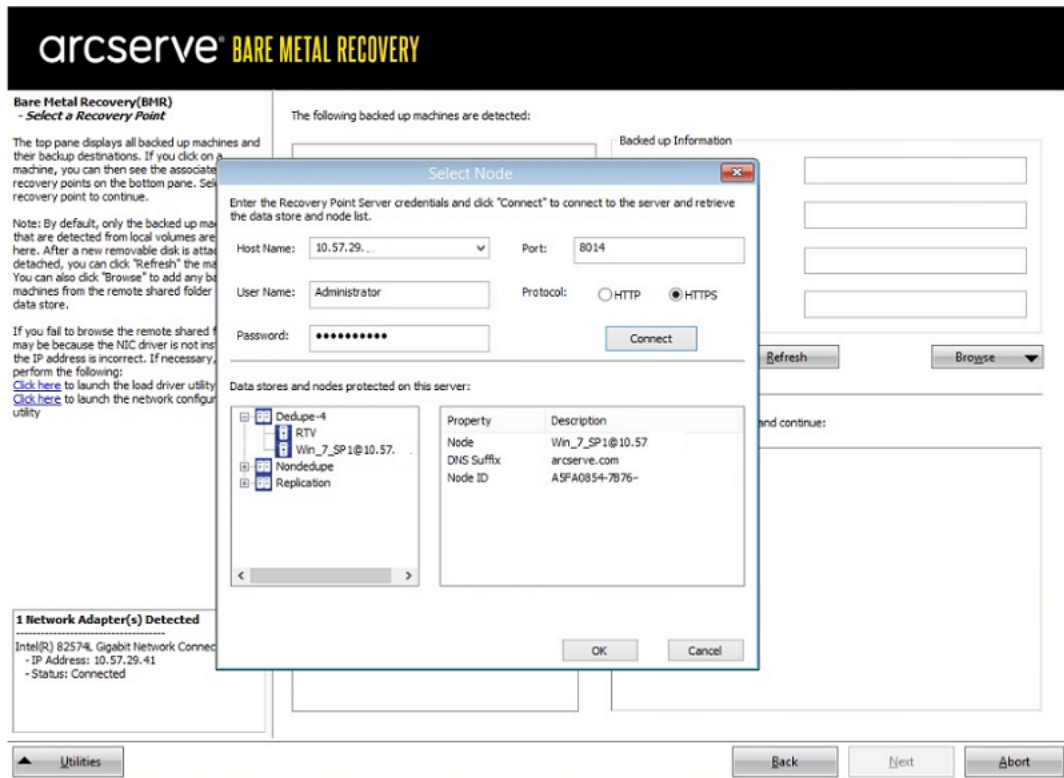 arcserve® BARE METAL RECOVERY
Bare Metal Recovery(BMR)
- Select a Recovery Point
The top pane displays all backed up machines and
their backup destinations. If you click on a
machine, you can then see the associate
recovery points on the bottom pane. Sel
recovery point to continue.
Note: By default, only the backed up ma
that are detected from local volumes are
here. After a new removable disk is attac
detached, you can click "Refresh" the ma
You can also click "Browse" to add any ba
machines from the remote shared folder
data store.
If you fail to browse the remote shared f
may be because the NIC driver is not ins
the IP address is incorrect. If necessary,
perform the following:
Click here to launch the load driver utility
Click here to launch the network configur
utility
1 Network Adapter(s) Detected
Intel(R) 82574L Gigabit Network Connec
- IP Address: 10.57.29.41
- Status: Connected
The following backed up machines are detected:
Backed up Information
Refresh
Browse
and continue:
Select Node
Enter the Recovery Point Server credentials and click "Connect" to connect to the server and retrieve
the data store and node list.
Host Name: 10.57.29. Port: 8014
User Name: Administrator Protocol: HTTP HTTPS
Password: ●●●●●●●●●● Connect
Data stores and nodes protected on this server:
Dedupe-4
RTV
Win_7_SP1@10.57.
Nondedupe
Replication
Property Description
Node Win_7_SP1@10.57
DNS Suffix arcserve.com
Node ID A5FA0854-7B76-
OK Cancel
Utilities Back Next Abort